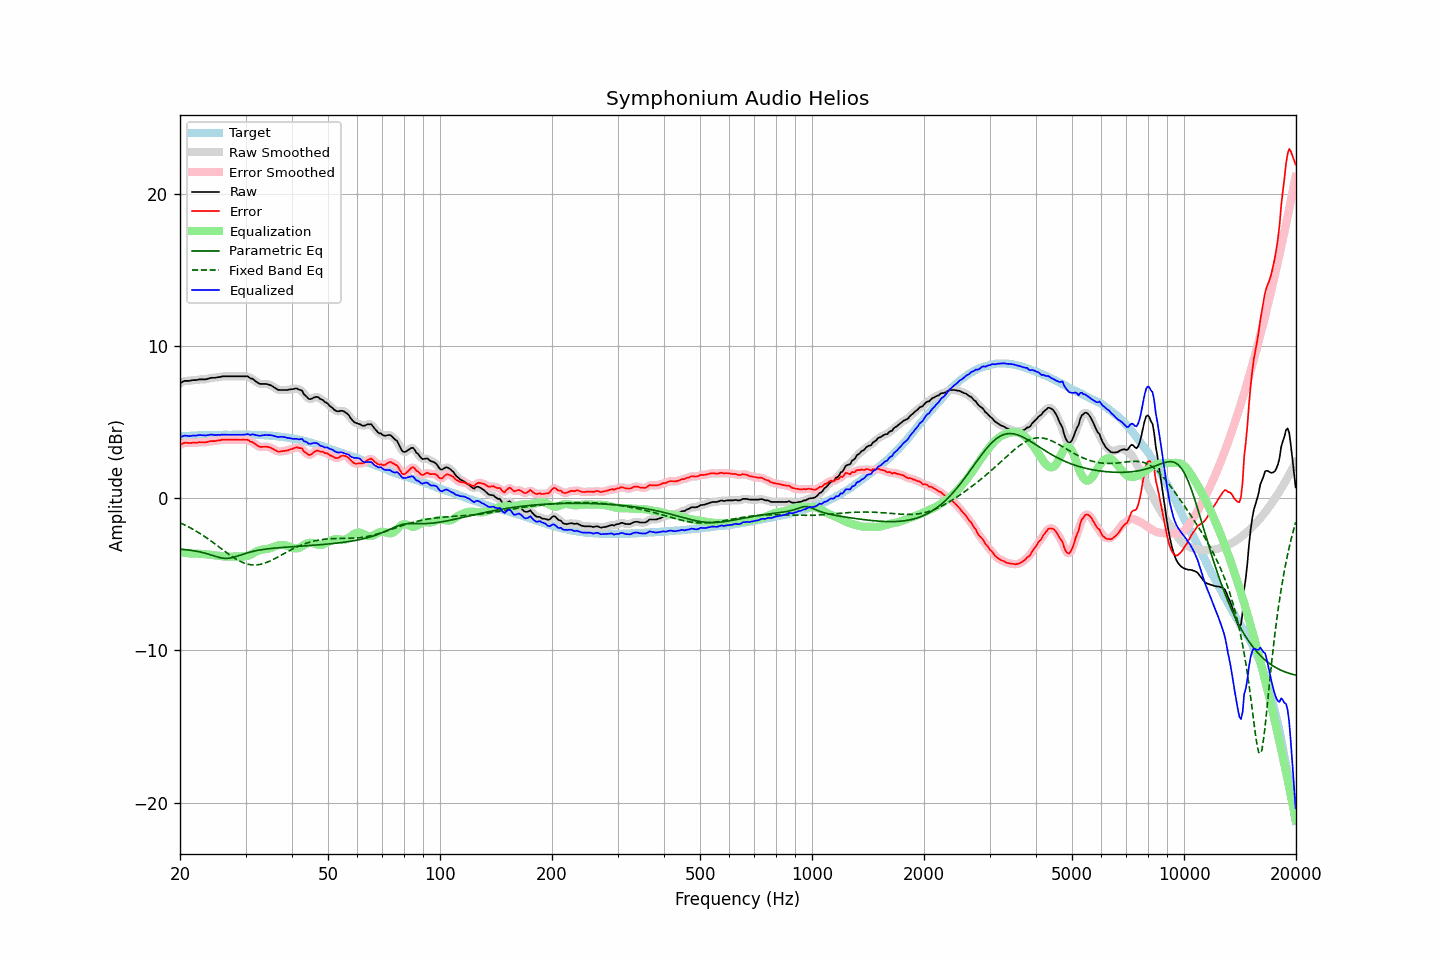 Symphonium Audio Helios
Target
Raw Smoothed
Error Smoothed
Raw
Error
Equalization
Parametric Eq
Fixed Band Eq
Equalized
Amplitude (dBr)
20
10
0
−10
−20
20
50
100
200
500
1000
2000
5000
10000
20000
Frequency (Hz)